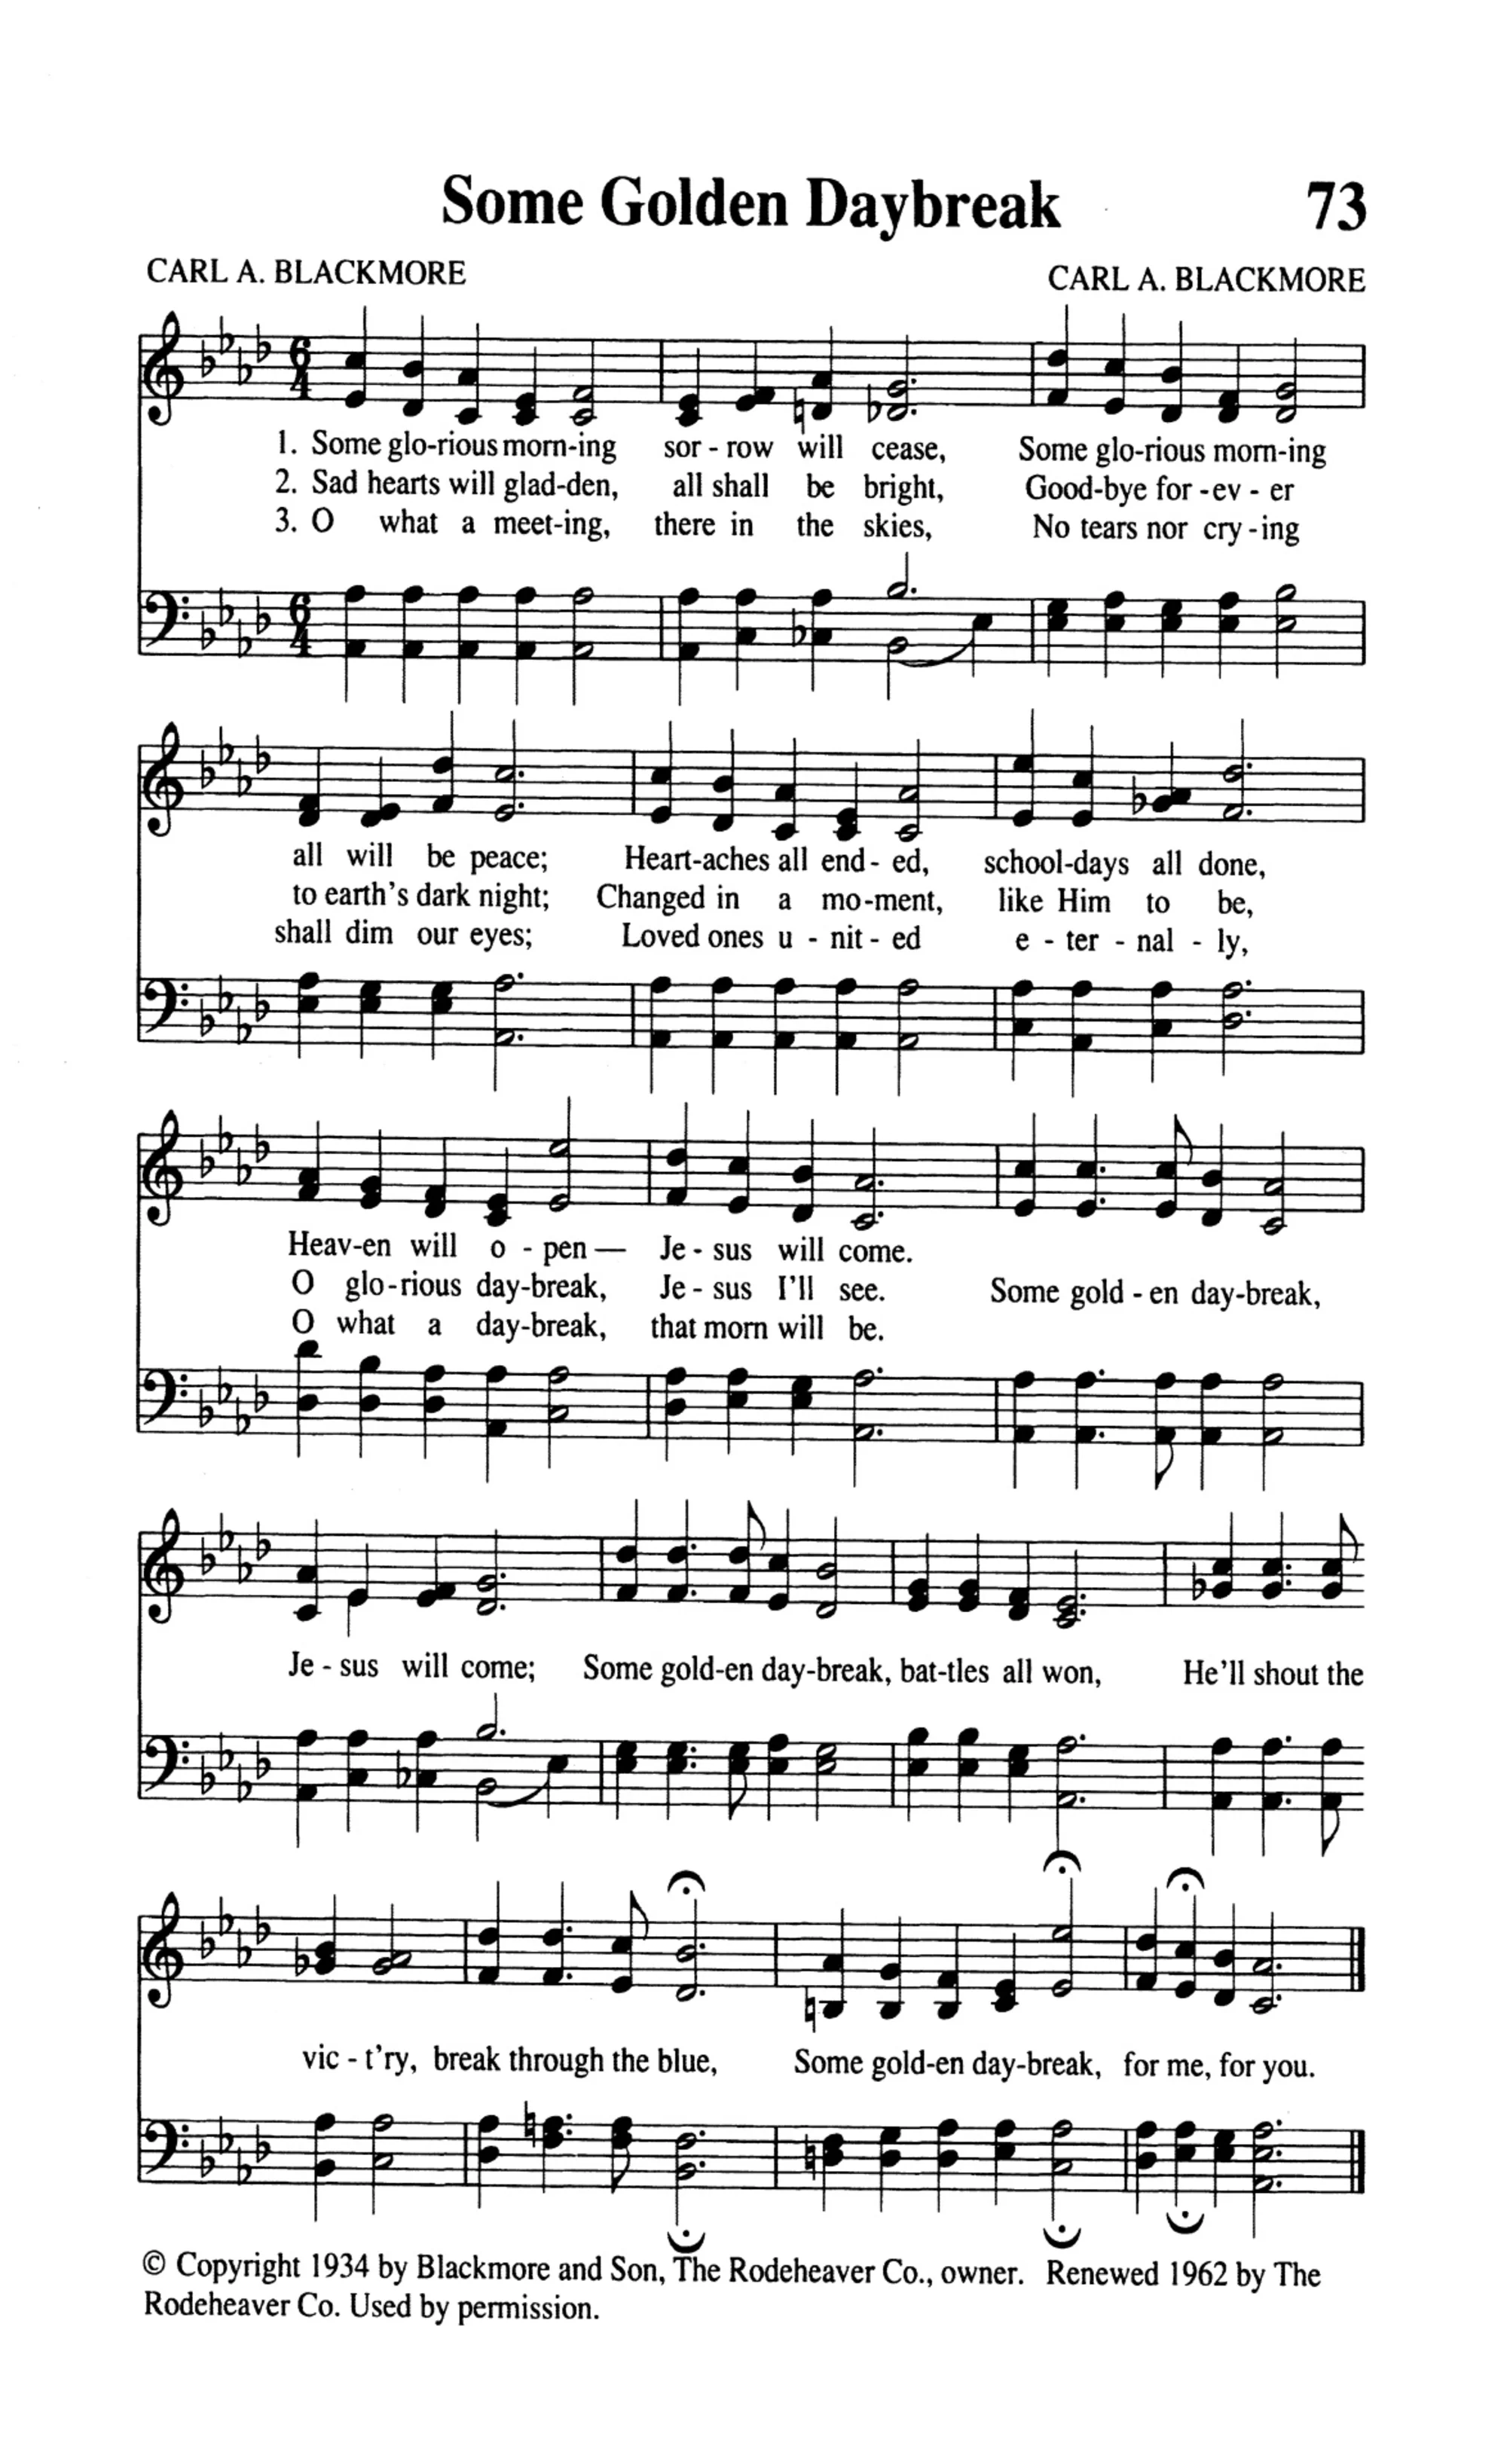 Some Golden Daybreak 73
CARL A. BLACKMORE CARL A. BLACKMORE
1. Some glo-rious morn-ing sor - row will cease, Some glo-rious morn-ing
2. Sad hearts will glad-den, all shall be bright, Good-bye for -ev - er
3. O what a meet-ing, there in the skies, No tears nor cry -ing
all will be peace; Heart-aches all end- ed, school-days all done,
to earth's dark night; Changed in a mo-ment, like Him to be,
shall dim our eyes; Loved ones u - nit - ed e - ter - nal - ly,
Heav-en will o - pen — Je - sus will come.
O glo-rious day-break, Je - sus I'll see. Some gold - en day-break,
O what a day-break, that morn will be.
Je - sus will come; Some gold-en day-break, bat-tles all won, He'll shout the
vic - t'ry, break through the blue, Some gold-en day-break, for me, for you.
© Copyright 1934 by Blackmore and Son, The Rodeheaver Co., owner. Renewed 1962 by The
Rodeheaver Co. Used by permission.